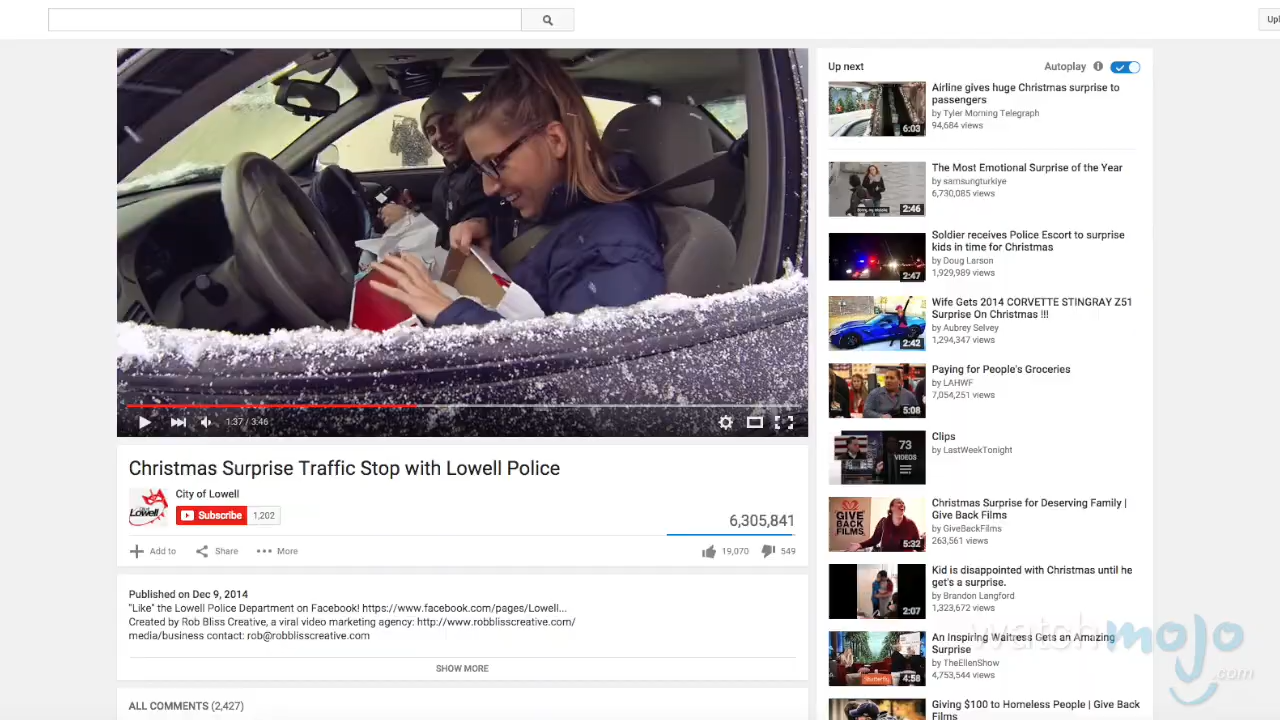 Upl
Up next
Autoplay
Airline gives huge Christmas surprise to
passengers
by Tyler Morning Telegraph
94,684 views
6:03
The Most Emotional Surprise of the Year
by samsungturkiye
6,730,085 views
2:46
Soldier receives Police Escort to surprise
kids in time for Christmas
by Doug Larson
1,929,989 views
2:47
Wife Gets 2014 CORVETTE STINGRAY Z51
Surprise On Christmas !!!
by Aubrey Selvey
1,294,347 views
2:42
Paying for People's Groceries
by LAHWF
7,054,251 views
5:08
Clips
by LastWeekTonight
73
VIDEOS
Christmas Surprise for Deserving Family |
Give Back Films
by GiveBackFilms
263,561 views
GIVE
BACK
FILMS
5:32
Kid is disappointed with Christmas until he
get's a surprise.
by Brandon Langford
1,323,672 views
2:07
An Inspiring Waitress Gets an Amazing
Surprise
by TheEllenShow
4,753,544 views
4:58
Giving $100 to Homeless People | Give Back
Films
1:37 / 3:46
Christmas Surprise Traffic Stop with Lowell Police
Lowell
City of Lowell
Subscribe 1,202
6,305,841
Add to Share More
19,070 549
Published on Dec 9, 2014
"Like" the Lowell Police Department on Facebook! https://www.facebook.com/pages/Lowell...
Created by Rob Bliss Creative, a viral video marketing agency: http://www.robblisscreative.com/
media/business contact: rob@robblisscreative.com
SHOW MORE
ALL COMMENTS (2,427)
watchmojo
.com